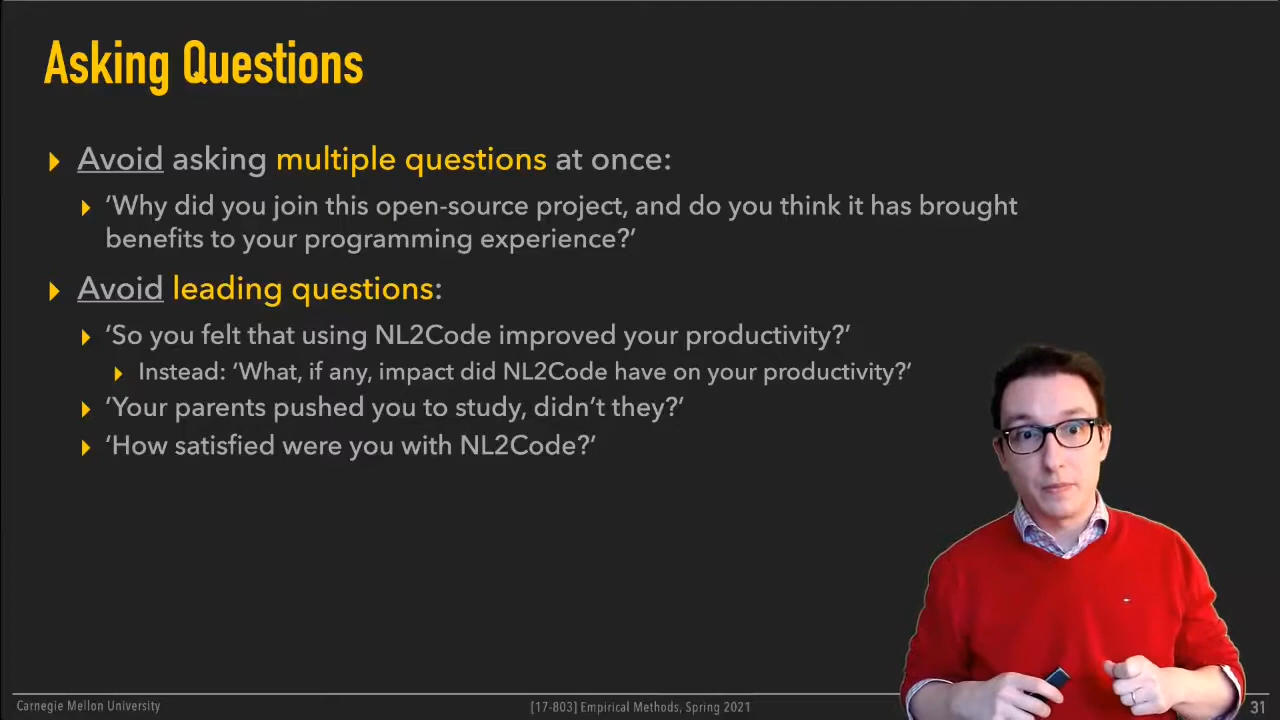 Asking Questions
Avoid asking multiple questions at once:
‘Why did you join this open-source project, and do you think it has brought
benefits to your programming experience?’
Avoid leading questions:
‘So you felt that using NL2Code improved your productivity?’
Instead: ‘What, if any, impact did NL2Code have on your productivity?’
‘Your parents pushed you to study, didn’t they?’
‘How satisfied were you with NL2Code?’
Carnegie Mellon University
[17-803] Empirical Methods, Spring 2021
31